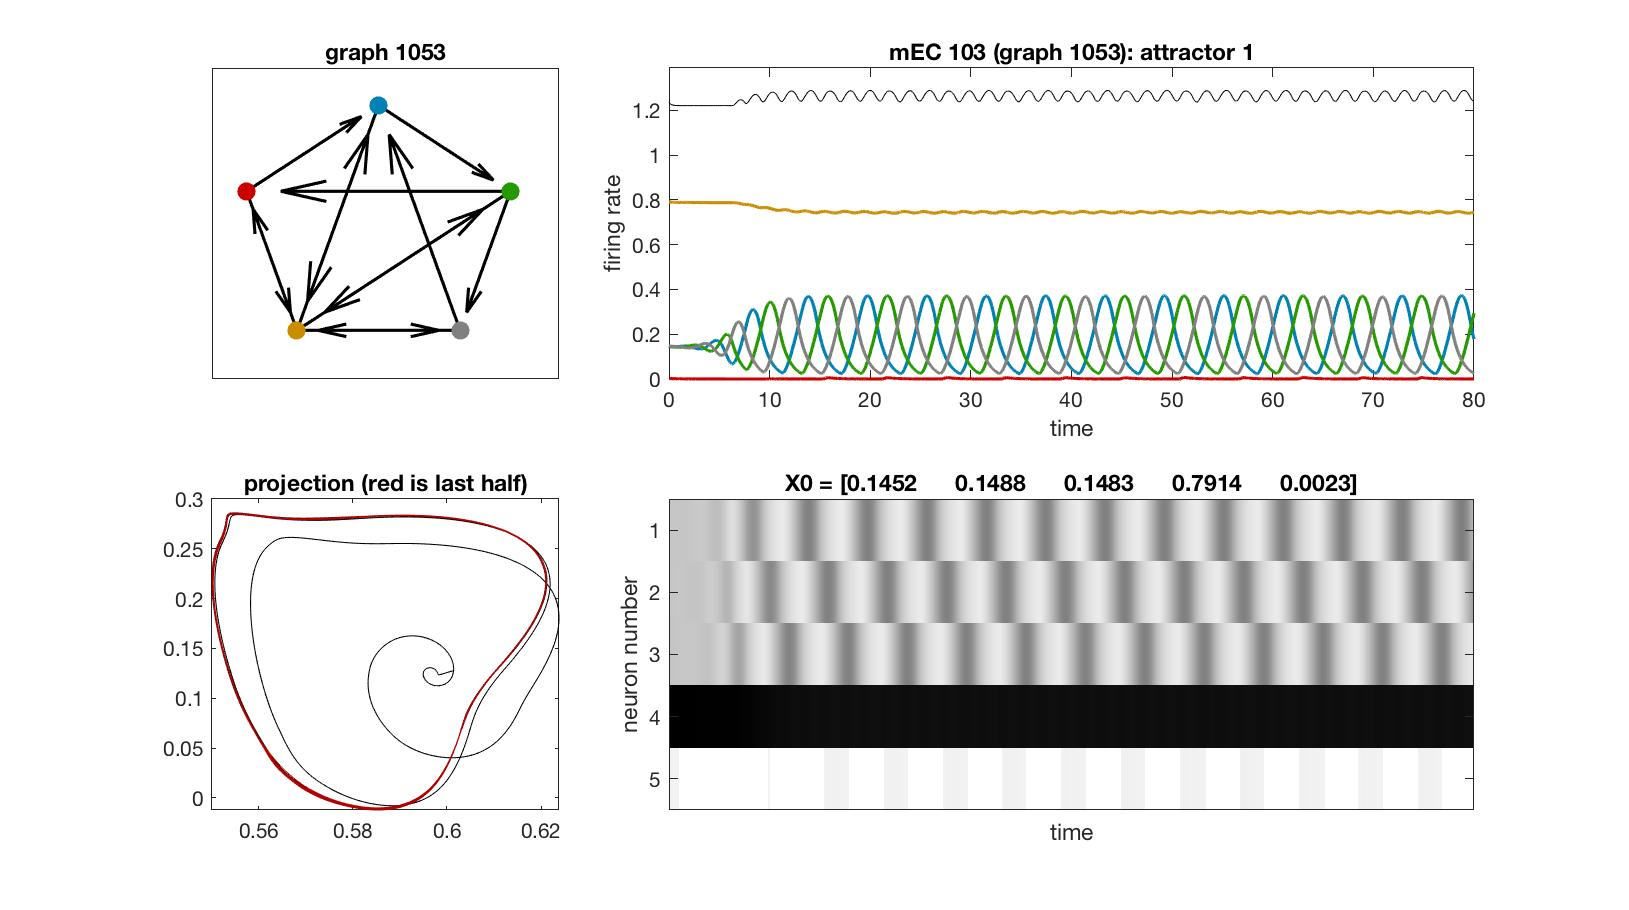 graph 1053
mEC 103 (graph 1053): attractor 1
firing rate
1.2
1
0.8
0.6
0.4
0.2
0
0 10 20 30 40 50 60 70 80
time
projection (red is last half)
0.3
0.25
0.2
0.15
0.1
0.05
0
0.56 0.58 0.6 0.62
X0 = [0.1452 0.1488 0.1483 0.7914 0.0023]
neuron number
1
2
3
4
5
time